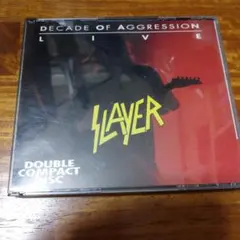 DECADE OF AGGRESSION
LIVE
SLAYER
DOUBLE
COMPACT
DISC